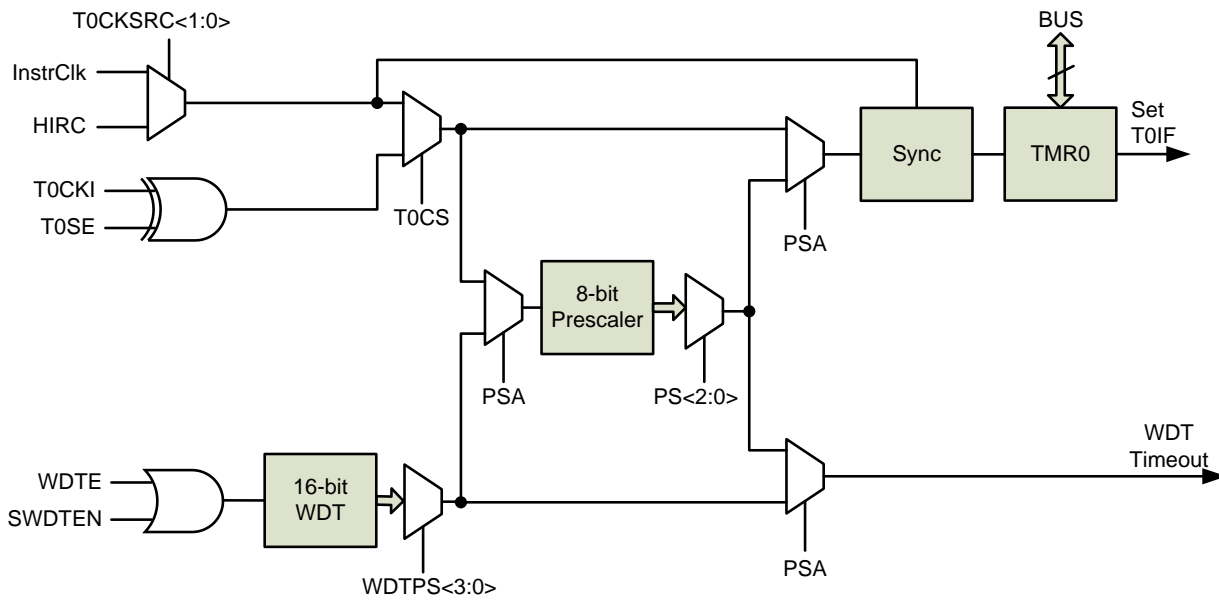 T0CKSRC<1:0>
BUS
InstrClk
HIRC
Set
T0IF
Sync
TMR0
T0CKI
T0SE
T0CS
PSA
8-bit
Prescaler
PSA
PS<2:0>
WDT
Timeout
WDTE
SWDTEN
16-bit
WDT
PSA
WDTPS<3:0>